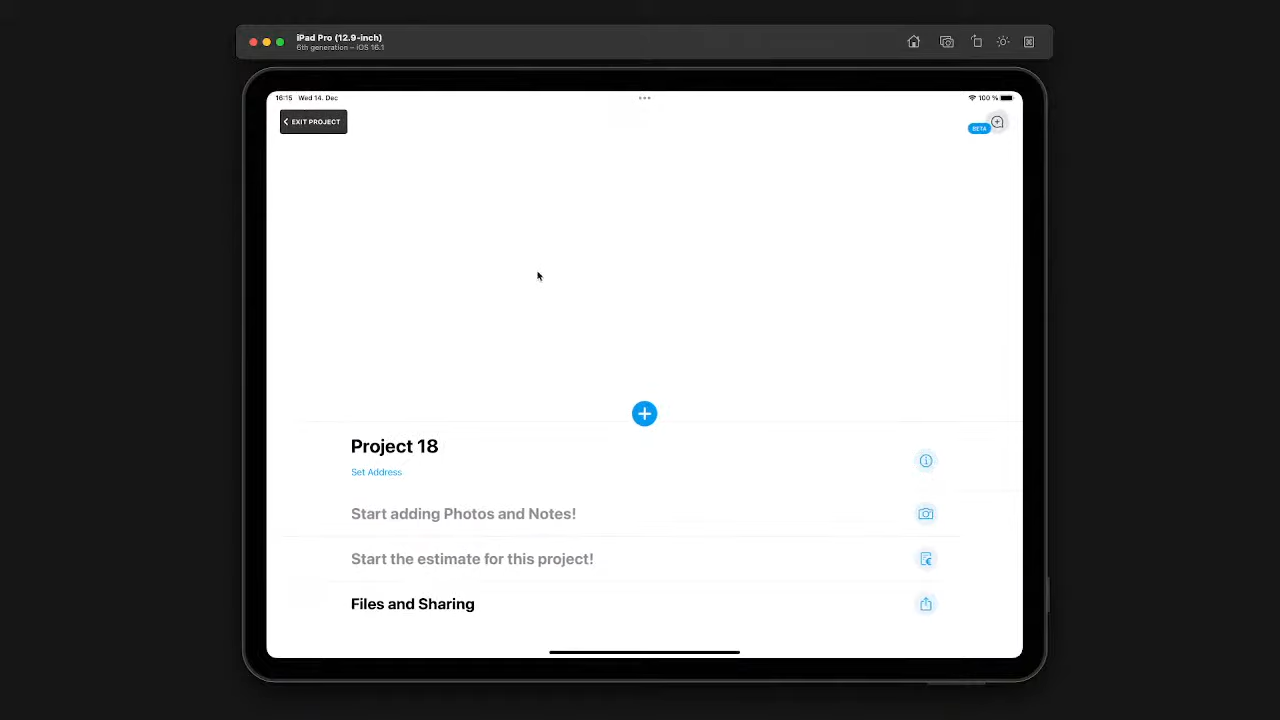 iPad Pro (12.9-inch)
6th generation – iOS 16.1
16:15 Wed 14. Dec
100 %
EXIT PROJECT
BETA
Project 18
Set Address
Start adding Photos and Notes!
Start the estimate for this project!
Files and Sharing